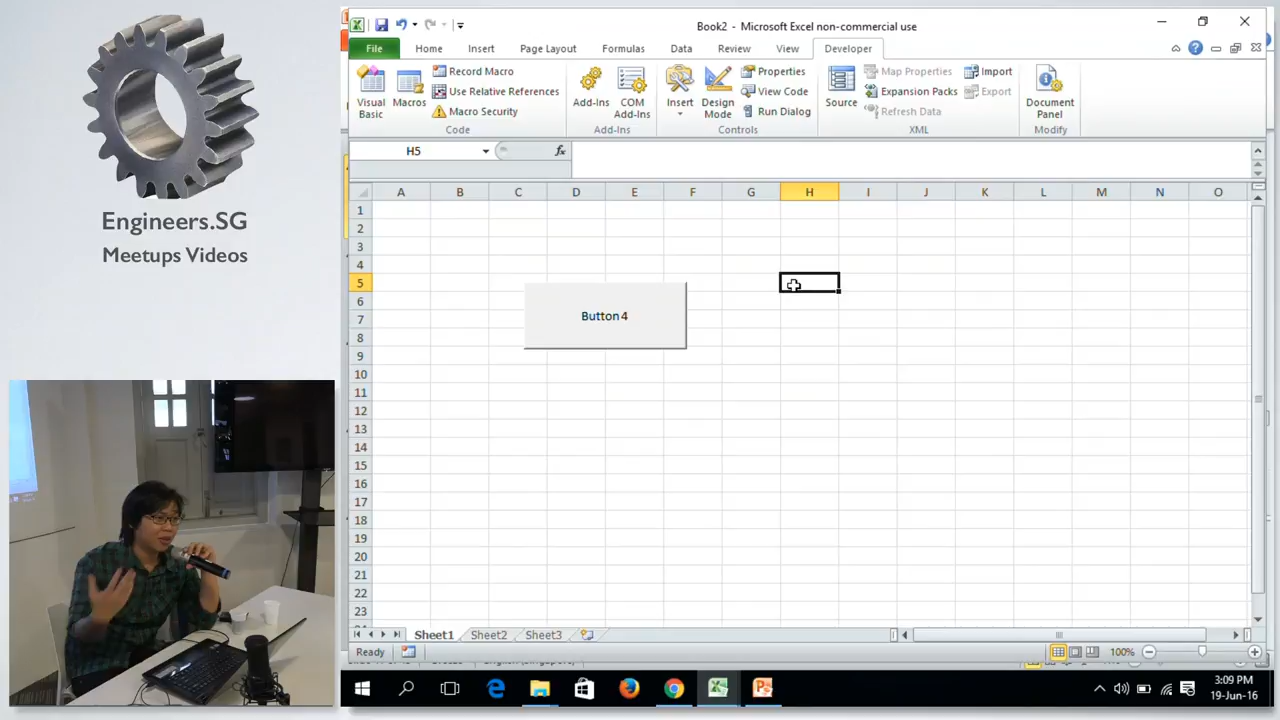 Engineers.SG
Meetups Videos
Book2 - Microsoft Excel non-commercial use
File Home Insert Page Layout Formulas Data Review View Developer
Visual Basic
Macros
Record Macro
Use Relative References
Macro Security
Code
Add-Ins
COM Add-Ins
Add-Ins
Insert
Design Mode
Properties
View Code
Run Dialog
Controls
Source
Map Properties
Expansion Packs
Refresh Data
Import
Export
XML
Document Panel
Modify
H5
fx
A B C D E F G H I J K L M N O
1
2
3
4
5
6
7
8
9
10
11
12
13
14
15
16
17
18
19
20
21
22
23
Button 4
Sheet1 Sheet2 Sheet3
Ready
100%
3:09 PM
19-Jun-16